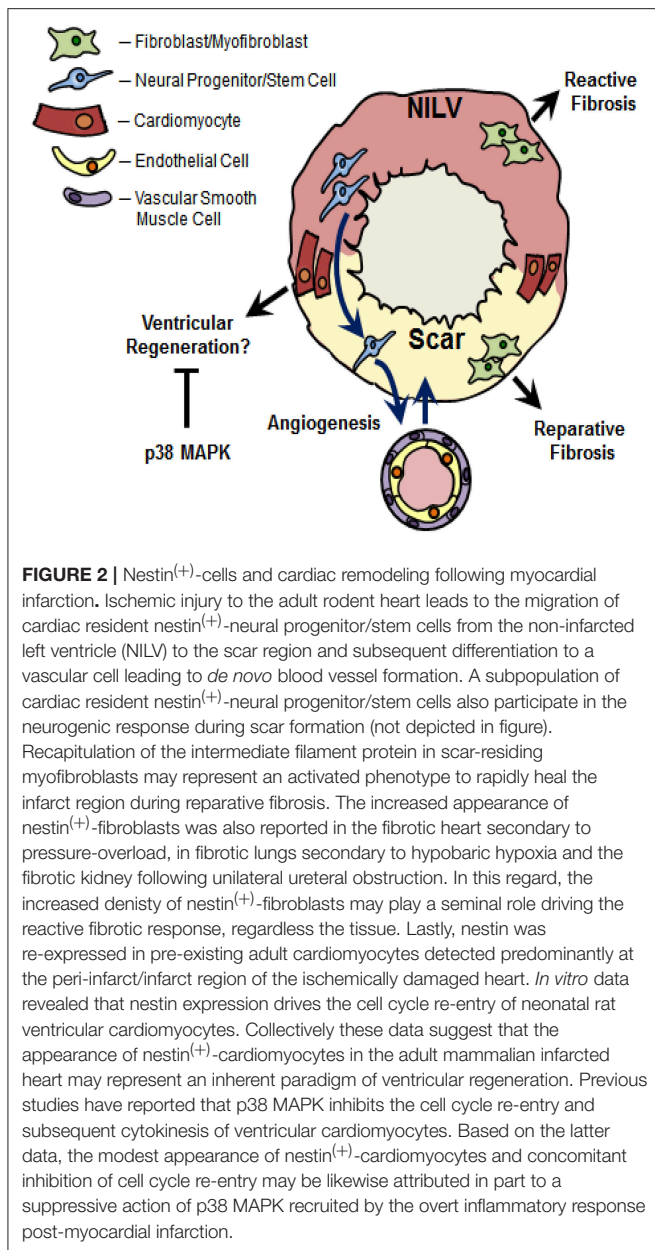 – Fibroblast/Myofibroblast
– Neural Progenitor/Stem Cell
– Cardiomyocyte
– Endothelial Cell
– Vascular Smooth
Muscle Cell
NILV
Reactive
Fibrosis
Ventricular
Regeneration?
p38 MAPK
Scar
Angiogenesis
Reparative
Fibrosis
FIGURE 2 | Nestin(+)-cells and cardiac remodeling following myocardial
infarction. Ischemic injury to the adult rodent heart leads to the migration of
cardiac resident nestin(+)-neural progenitor/stem cells from the non-infarcted
left ventricle (NILV) to the scar region and subsequent differentiation to a
vascular cell leading to de novo blood vessel formation. A subpopulation of
cardiac resident nestin(+)-neural progenitor/stem cells also participate in the
neurogenic response during scar formation (not depicted in figure).
Recapitulation of the intermediate filament protein in scar-residing
myofibroblasts may represent an activated phenotype to rapidly heal the
infarct region during reparative fibrosis. The increased appearance of
nestin(+)-fibroblasts was also reported in the fibrotic heart secondary to
pressure-overload, in fibrotic lungs secondary to hypobaric hypoxia and the
fibrotic kidney following unilateral ureteral obstruction. In this regard, the
increased denisty of nestin(+)-fibroblasts may play a seminal role driving the
reactive fibrotic response, regardless the tissue. Lastly, nestin was
re-expressed in pre-existing adult cardiomyocytes detected predominantly at
the peri-infarct/infarct region of the ischemically damaged heart. In vitro data
revealed that nestin expression drives the cell cycle re-entry of neonatal rat
ventricular cardiomyocytes. Collectively these data suggest that the
appearance of nestin(+)-cardiomyocytes in the adult mammalian infarcted
heart may represent an inherent paradigm of ventricular regeneration. Previous
studies have reported that p38 MAPK inhibits the cell cycle re-entry and
subsequent cytokinesis of ventricular cardiomyocytes. Based on the latter
data, the modest appearance of nestin(+)-cardiomyocytes and concomitant
inhibition of cell cycle re-entry may be likewise attributed in part to a
suppressive action of p38 MAPK recruited by the overt inflammatory response
post-myocardial infarction.